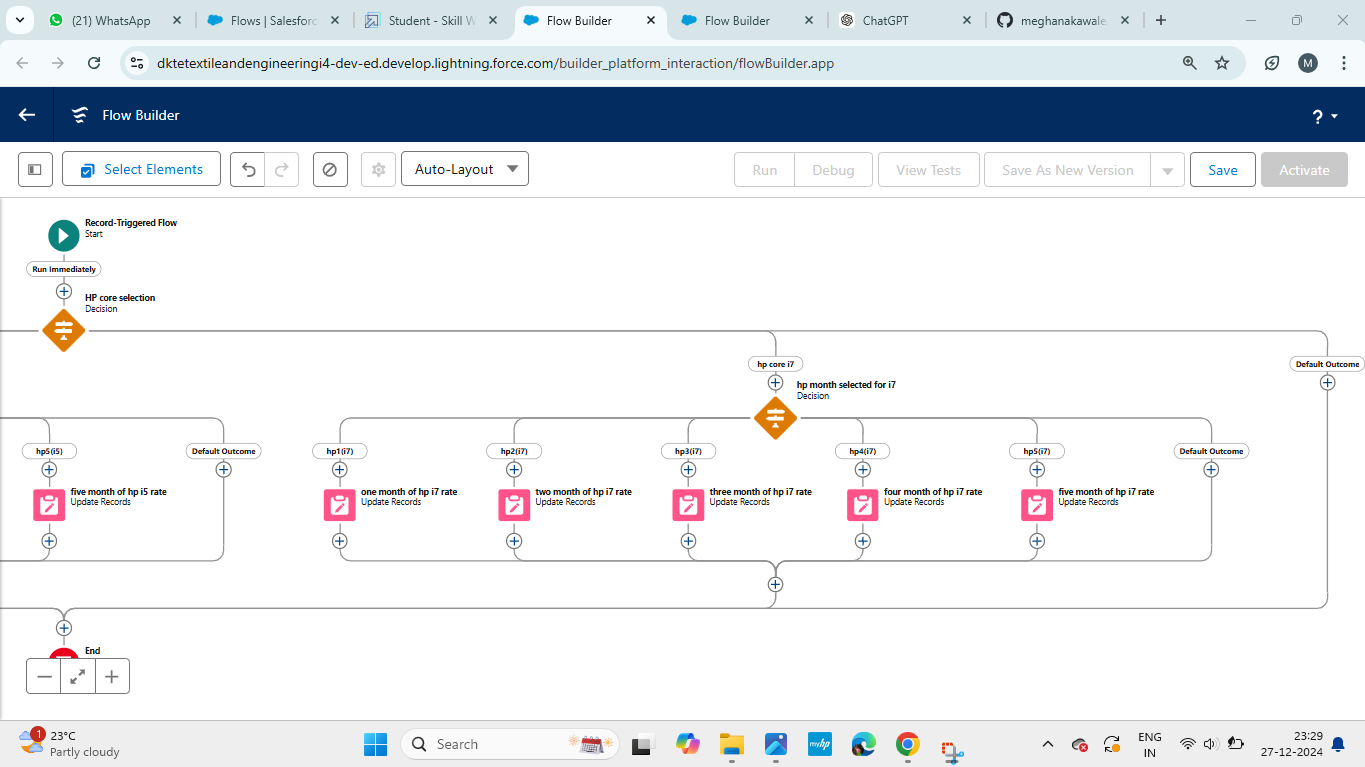 (21) WhatsApp
Flows | Salesforc
Student - Skill W
Flow Builder
Flow Builder
ChatGPT
meghanakawale
dktetextileandengineeringi4-dev-ed.develop.lightning.force.com/builder_platform_interaction/flowBuilder.app
M
Flow Builder
?
Select Elements
Auto-Layout
Run
Debug
View Tests
Save As New Version
Save
Activate
Record-Triggered Flow
Start
Run Immediately
HP core selection
Decision
hp core i7
Default Outcome
hp month selected for i7
Decision
hp5(i5)
Default Outcome
hp1(i7)
hp2(i7)
hp3(i7)
hp4(i7)
hp5(i7)
Default Outcome
five month of hp i5 rate
Update Records
one month of hp i7 rate
Update Records
two month of hp i7 rate
Update Records
three month of hp i7 rate
Update Records
four month of hp i7 rate
Update Records
five month of hp i7 rate
Update Records
End
1
23°C
Partly cloudy
Search
myhp
ENG
IN
23:29
27-12-2024